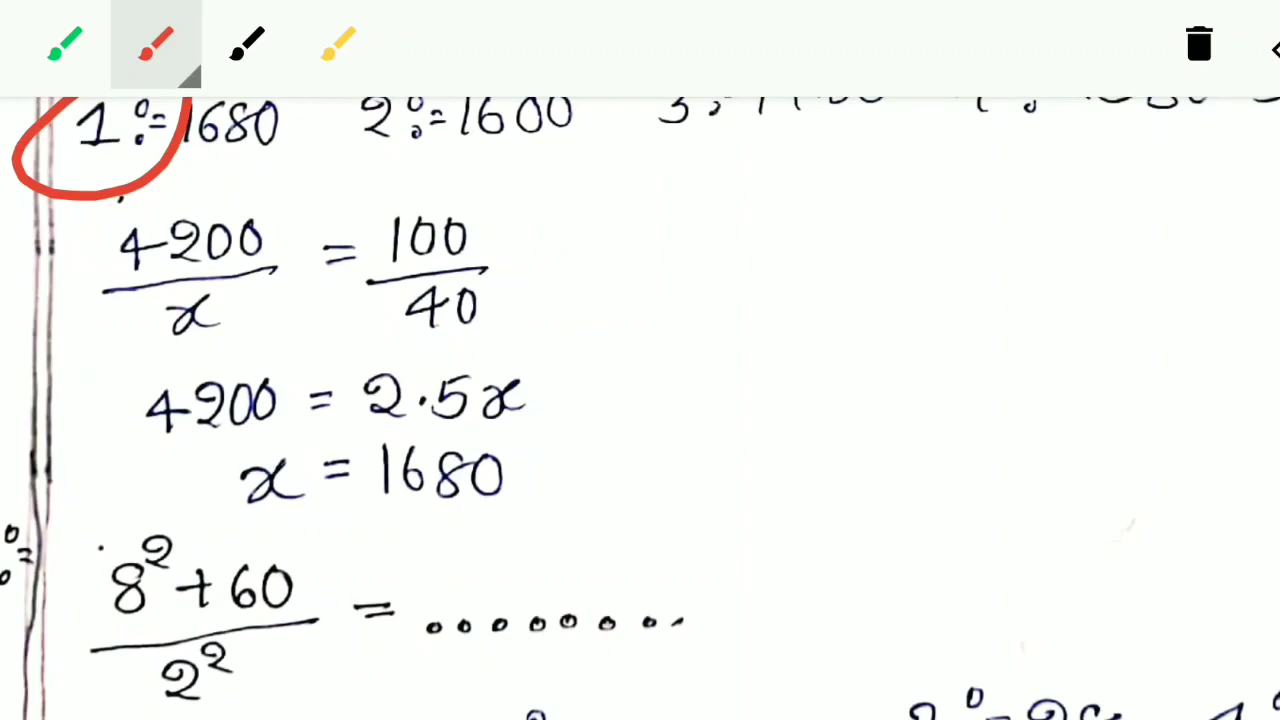 1:= 1680 2:= 1600
4200 / x = 100 / 40
4200 = 2.5x
x = 1680
8² + 60 / 2² = ........